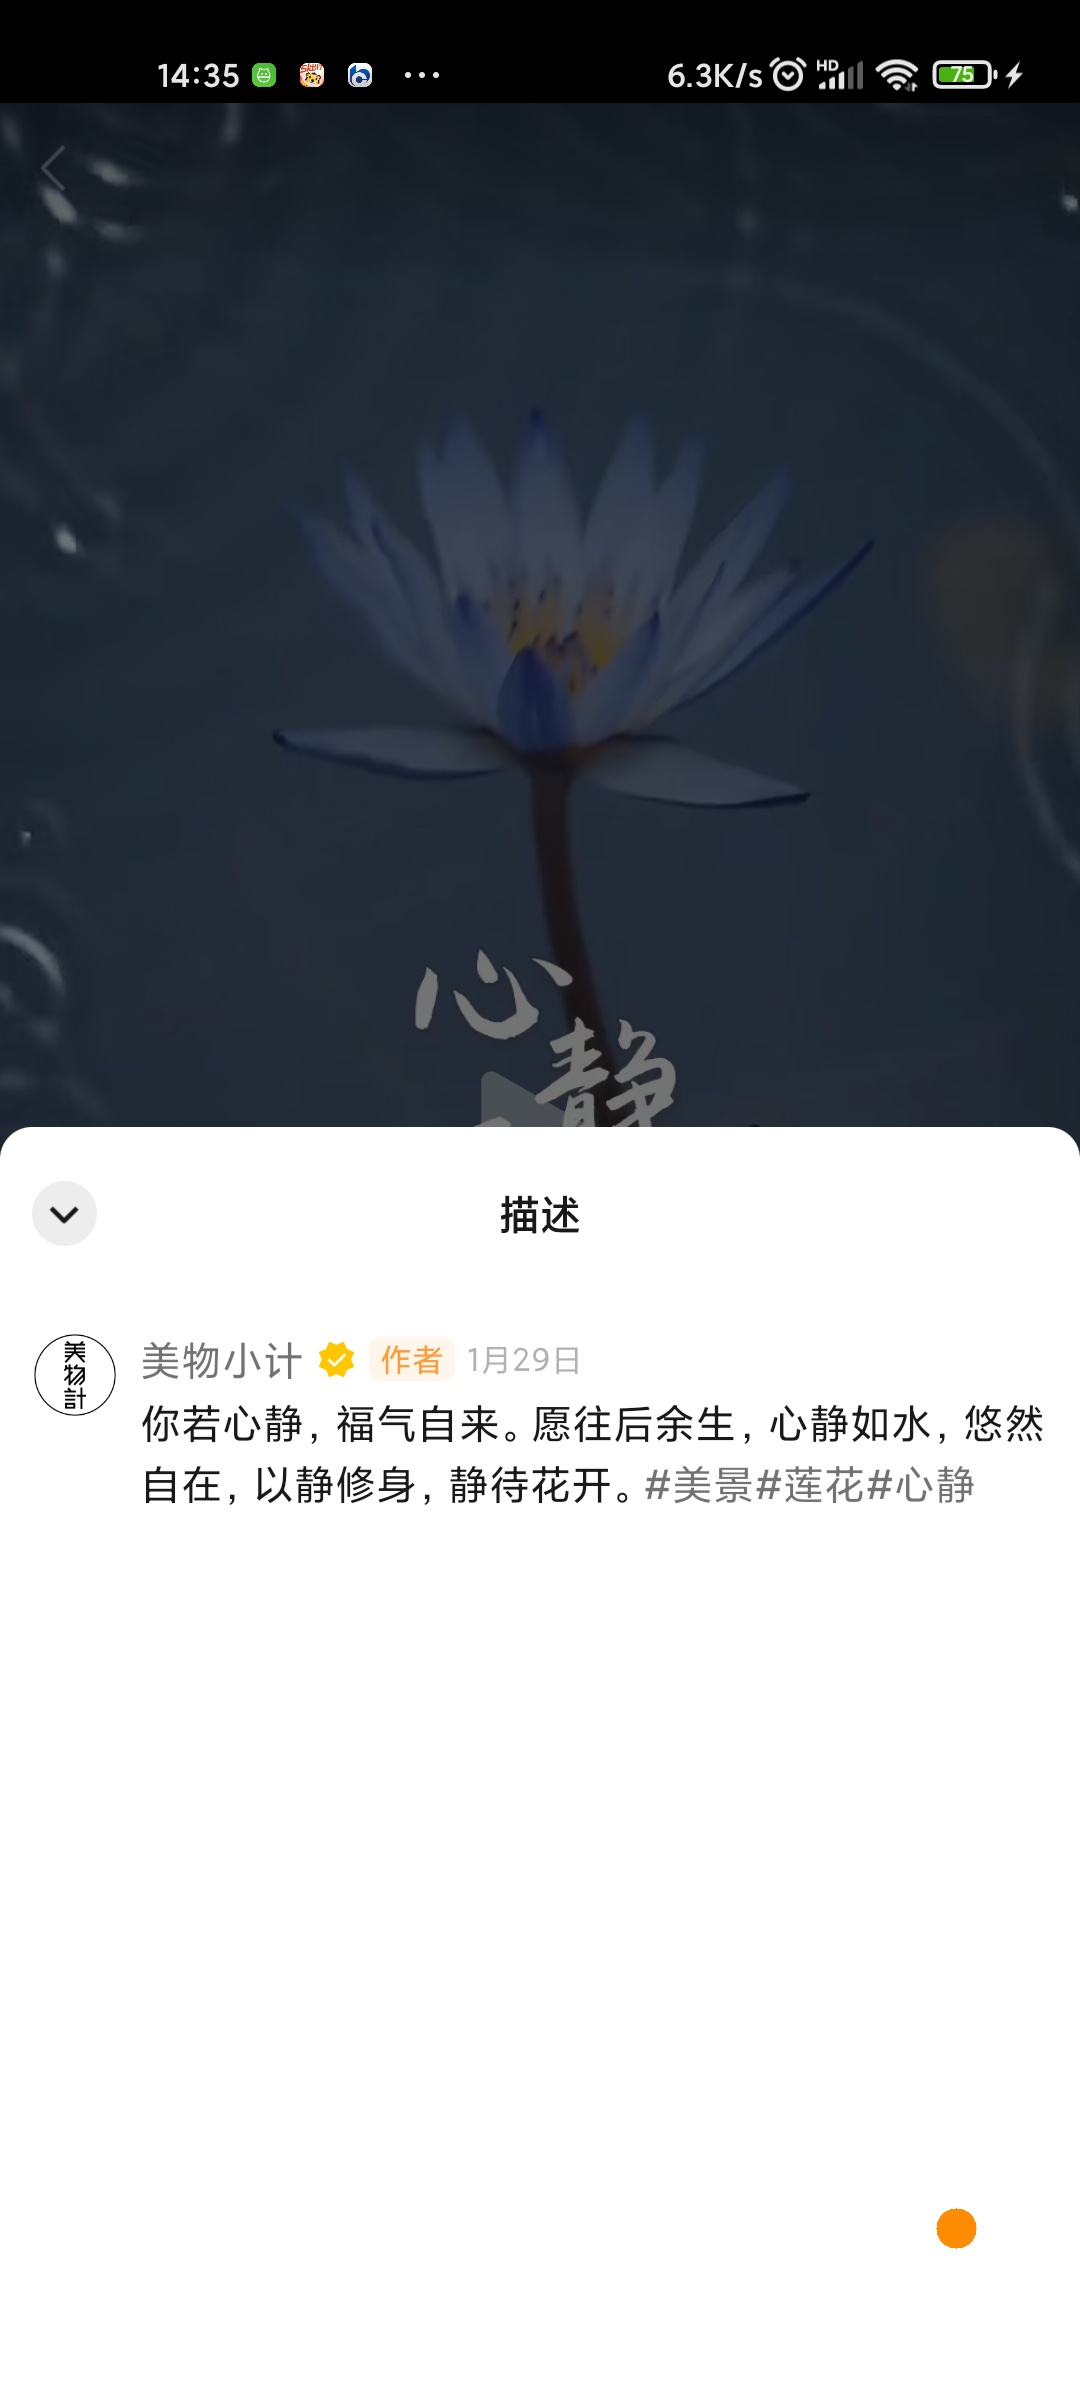 14:35
6.3K/s HD 75
心
静
描述
美物計
美物小计 作者 1月29日
你若心静，福气自来。愿往后余生，心静如水，悠然
自在，以静修身，静待花开。#美景#莲花#心静